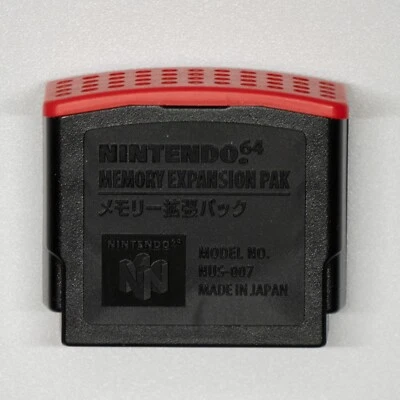 NINTENDO64
MEMORY EXPANSION PAK
メモリー拡張パック
NINTENDO64
MODEL NO.
NUS-007
MADE IN JAPAN